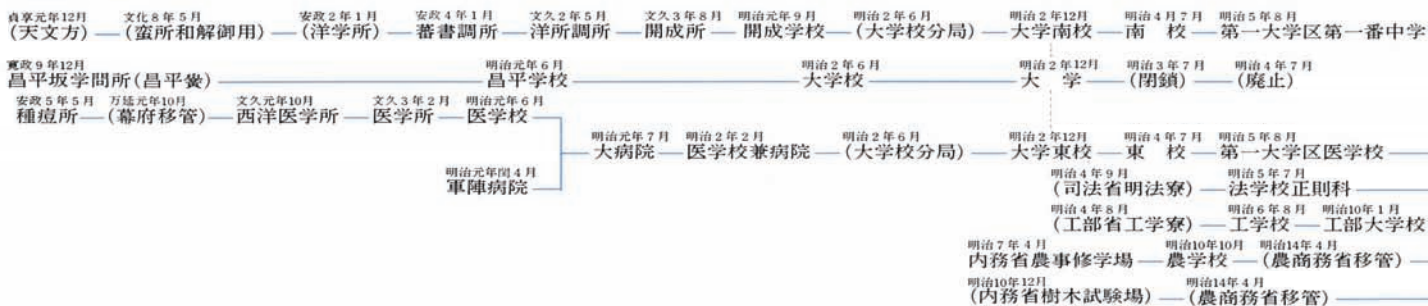 貞享元年12月 文化8年5月 安政2年1月 安政4年1月 文久2年5月 文久3年8月 明治元年9月 明治2年6月 明治2年12月 明治4月7月 明治5年8月
(天文方) (蛮所和解御用) (洋学所) 蕃書調所 洋所調所 開成所 開成学校 (大学校分局) 大学南校 南校 第一大学区第一番中学
寛政9年12月 明治元年6月 明治2年6月 明治2年12月 明治3年7月 明治4年7月
昌平坂学問所(昌平黌) 昌平学校 大学校 大学 (閉鎖) (廃止)
安政5年5月 万延元年10月 文久元年10月 文久3年2月 明治元年6月
種痘所 (幕府移管) 西洋医学所 医学所 医学校
明治元年7月 明治2年2月 明治2年6月 明治2年12月 明治4年7月 明治5年8月
大病院 医学校兼病院 (大学校分局) 大学東校 東校 第一大学区医学校
明治元年閏4月
軍陣病院
明治4年9月 明治5年7月
(司法省明法寮) 法学校正則科
明治4年8月 明治6年8月 明治10年1月
(工部省工学寮) 工学校 工部大学校
明治7年4月 明治10年10月 明治14年4月
内務省農事修学場 農学校 (農商務省移管)
明治10年12月 明治14年4月
(内務省樹木試験場) (農商務省移管)